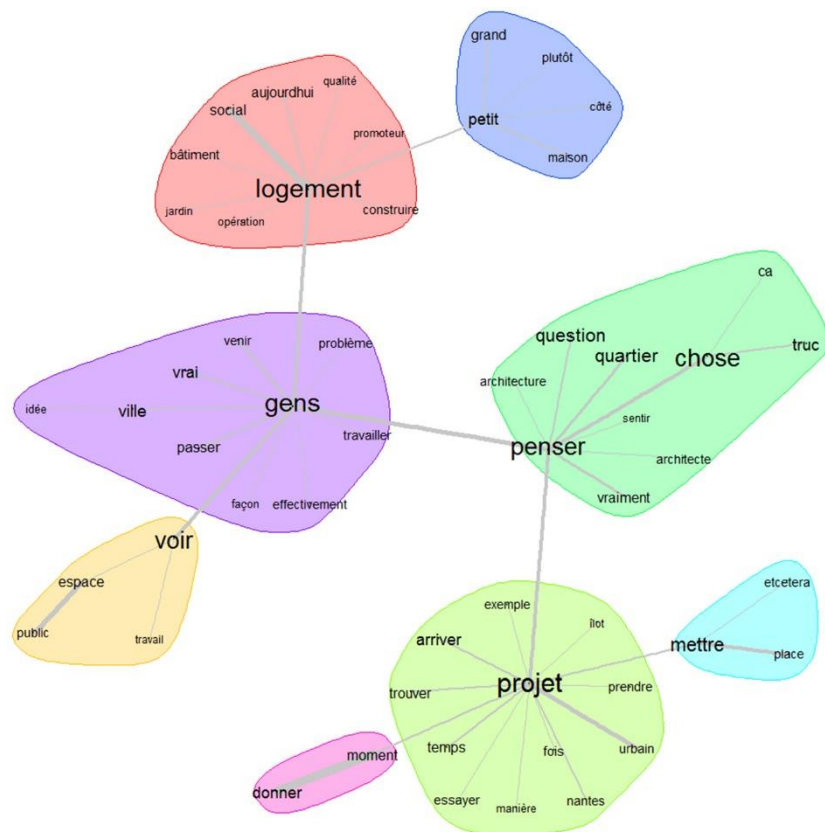 grand
plutôt
côté
petit
maison
qualité
aujourd'hui
social
promoteur
bâtiment
logement
jardin
opération
construire
ca
truc
question
quartier
chose
architecture
sentir
penser
architecte
vraiment
venir
problème
vrai
gens
idée
ville
travailler
passer
façon
effectivement
voir
espace
public
travail
etcetera
mettre
place
exemple
îlot
arriver
projet
trouver
prendre
temps
fois
urbain
essayer
manière
nantes
moment
donner